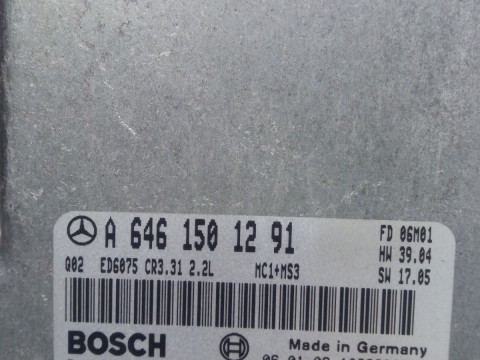 A 646 150 12 91
FD 06M01
HW 39.04
Q02 ED6075 CR3.31 2.2L MC1+MS3
SW 17.05
BOSCH
Made in Germany